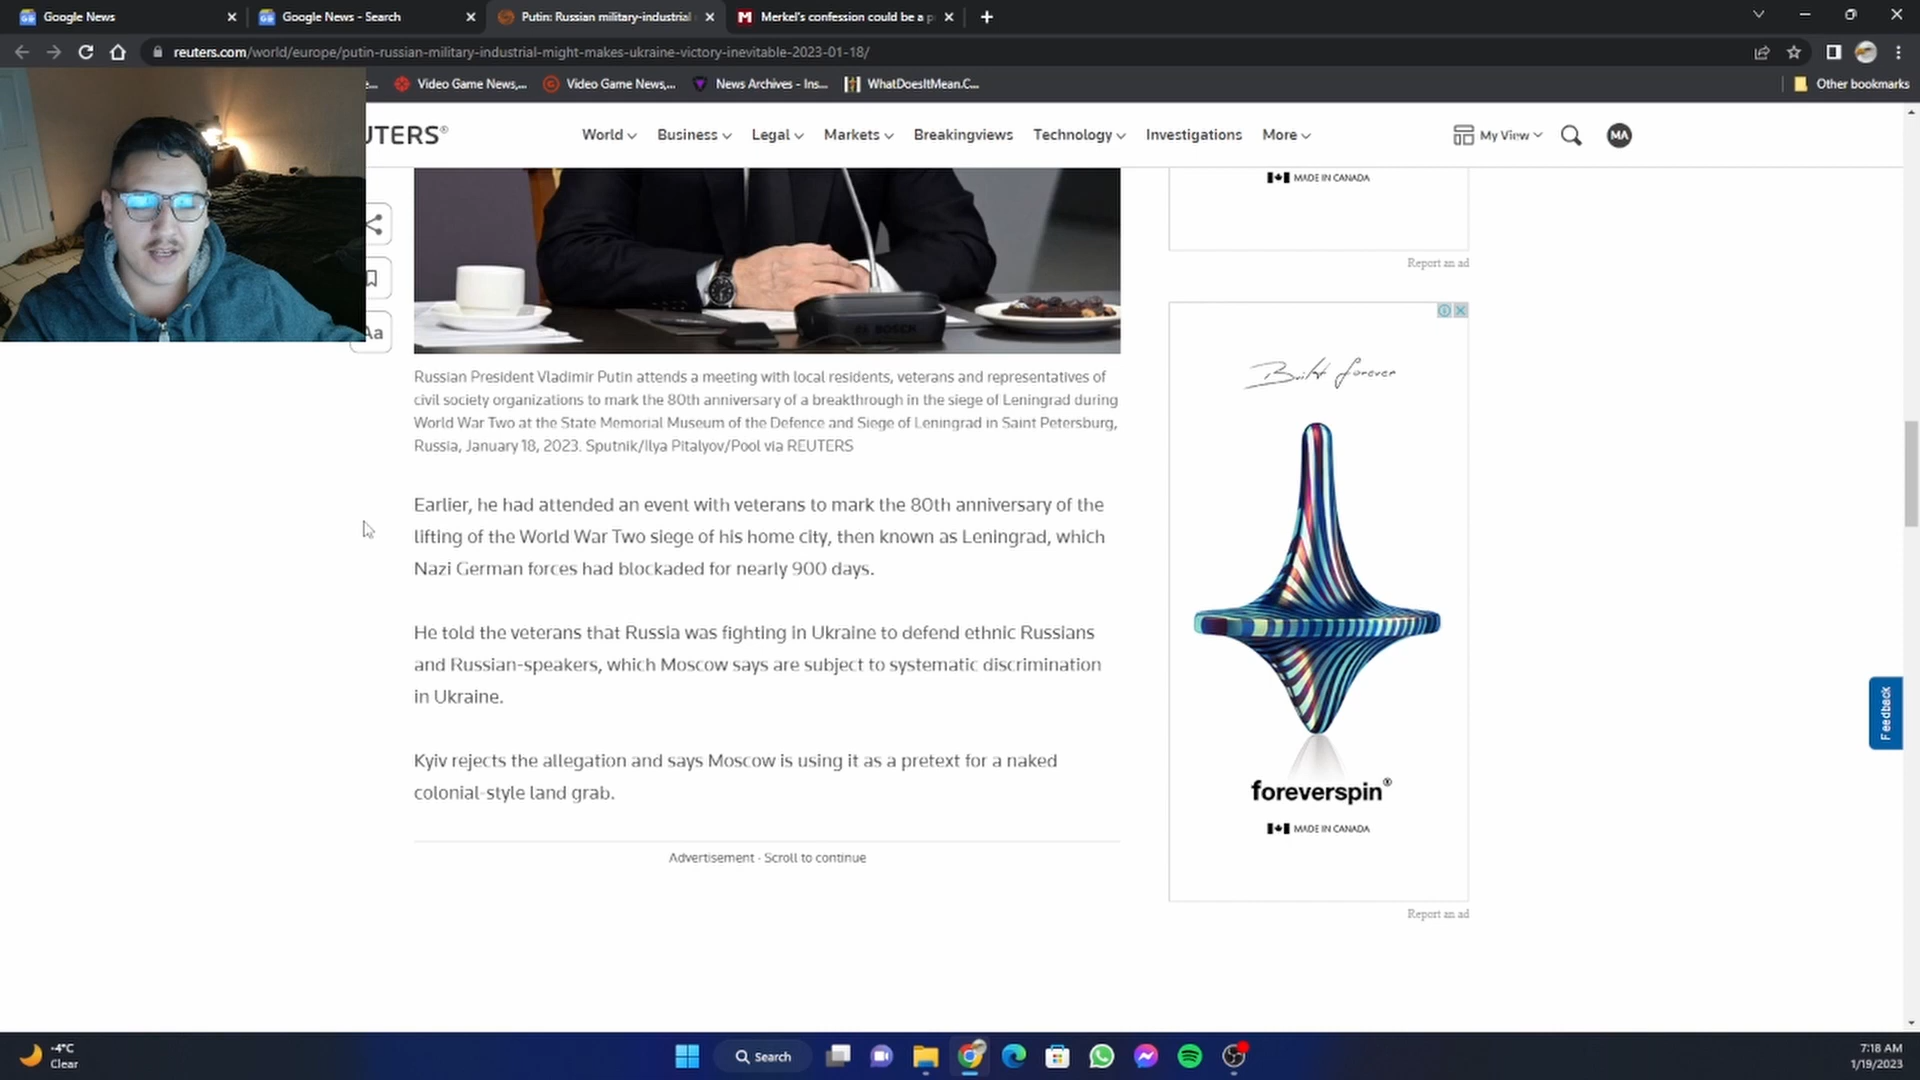 Google News
Google News - Search
Putin: Russian military-industrial
Merkel's confession could be a p
reuters.com/world/europe/putin-russian-military-industrial-might-makes-ukraine-victory-inevitable-2023-01-18/
e...
Video Game News,...
Video Game News,...
News Archives - Ins...
WhatDoesItMean.C...
Other bookmarks
UTERS®
World
Business
Legal
Markets
Breakingviews
Technology
Investigations
More
My View
MA
MADE IN CANADA
Report an ad
BOSCH
Aa
Russian President Vladimir Putin attends a meeting with local residents, veterans and representatives of
civil society organizations to mark the 80th anniversary of a breakthrough in the siege of Leningrad during
World War Two at the State Memorial Museum of the Defence and Siege of Leningrad in Saint Petersburg,
Russia, January 18, 2023. Sputnik/Ilya Pitalyov/Pool via REUTERS
Built forever
Earlier, he had attended an event with veterans to mark the 80th anniversary of the
lifting of the World War Two siege of his home city, then known as Leningrad, which
Nazi German forces had blockaded for nearly 900 days.
He told the veterans that Russia was fighting in Ukraine to defend ethnic Russians
and Russian-speakers, which Moscow says are subject to systematic discrimination
in Ukraine.
Kyiv rejects the allegation and says Moscow is using it as a pretext for a naked
colonial-style land grab.
Advertisement · Scroll to continue
foreverspin®
MADE IN CANADA
Report an ad
Feedback
-4°C
Clear
Search
7:18 AM
1/19/2023